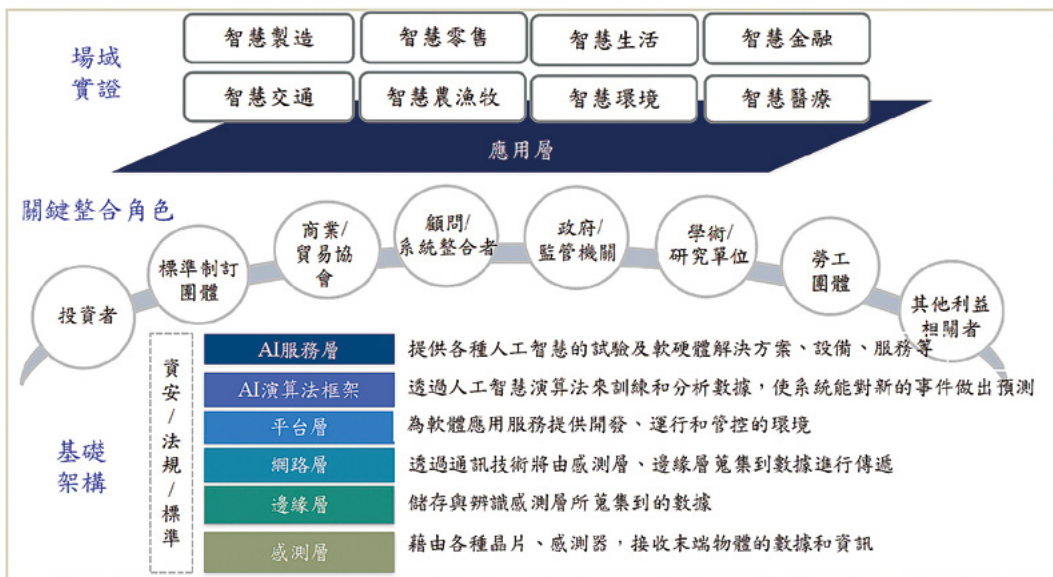 場域
實證
智慧製造
智慧零售
智慧生活
智慧金融
智慧交通
智慧農漁牧
智慧環境
智慧醫療
應用層
關鍵整合角色
投資者
標準制訂
團體
商業/
貿易協
會
顧問/
系統整合者
政府/
監管機關
學術/
研究單位
勞工
團體
其他利益
相關者
基礎
架構
資安/法規/標準
AI服務層
提供各種人工智慧的試驗及軟硬體解決方案、設備、服務等
AI演算法框架
透過人工智慧演算法來訓練和分析數據，使系統能對新的事件做出預測
平台層
為軟體應用服務提供開發、運行和管控的環境
網路層
透過通訊技術將由感測層、邊緣層蒐集到數據進行傳遞
邊緣層
儲存與辨識感測層所蒐集到的數據
感測層
藉由各種晶片、感測器，接收末端物體的數據和資訊